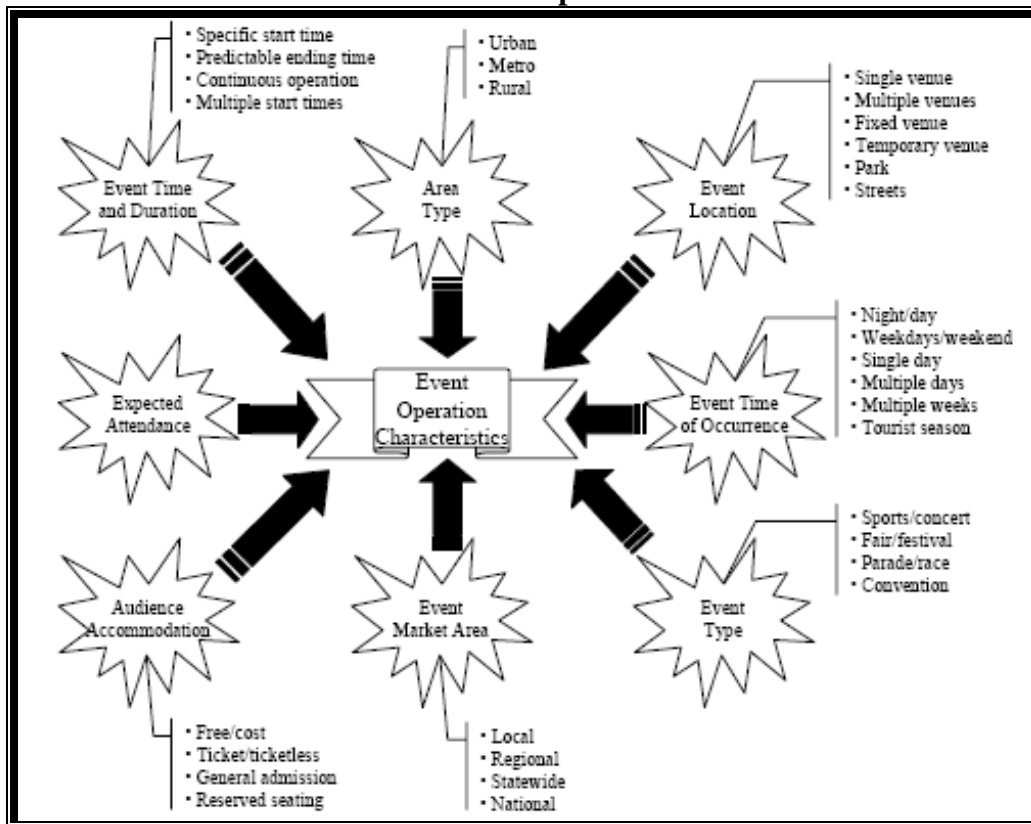 • Specific start time
• Predictable ending time
• Continuous operation
• Multiple start times
• Urban
• Metro
• Rural
• Single venue
• Multiple venues
• Fixed venue
• Temporary venue
• Park
• Streets
Event Time
and Duration
Area
Type
Event
Location
• Night/day
• Weekdays/weekend
• Single day
• Multiple days
• Multiple weeks
• Tourist season
Expected
Attendance
Event
Operation
Characteristics
Event Time
of Occurrence
• Sports/concert
• Fair/festival
• Parade/race
• Convention
Audience
Accommodation
Event
Market Area
Event
Type
• Free/cost
• Ticket/ticketless
• General admission
• Reserved seating
• Local
• Regional
• Statewide
• National